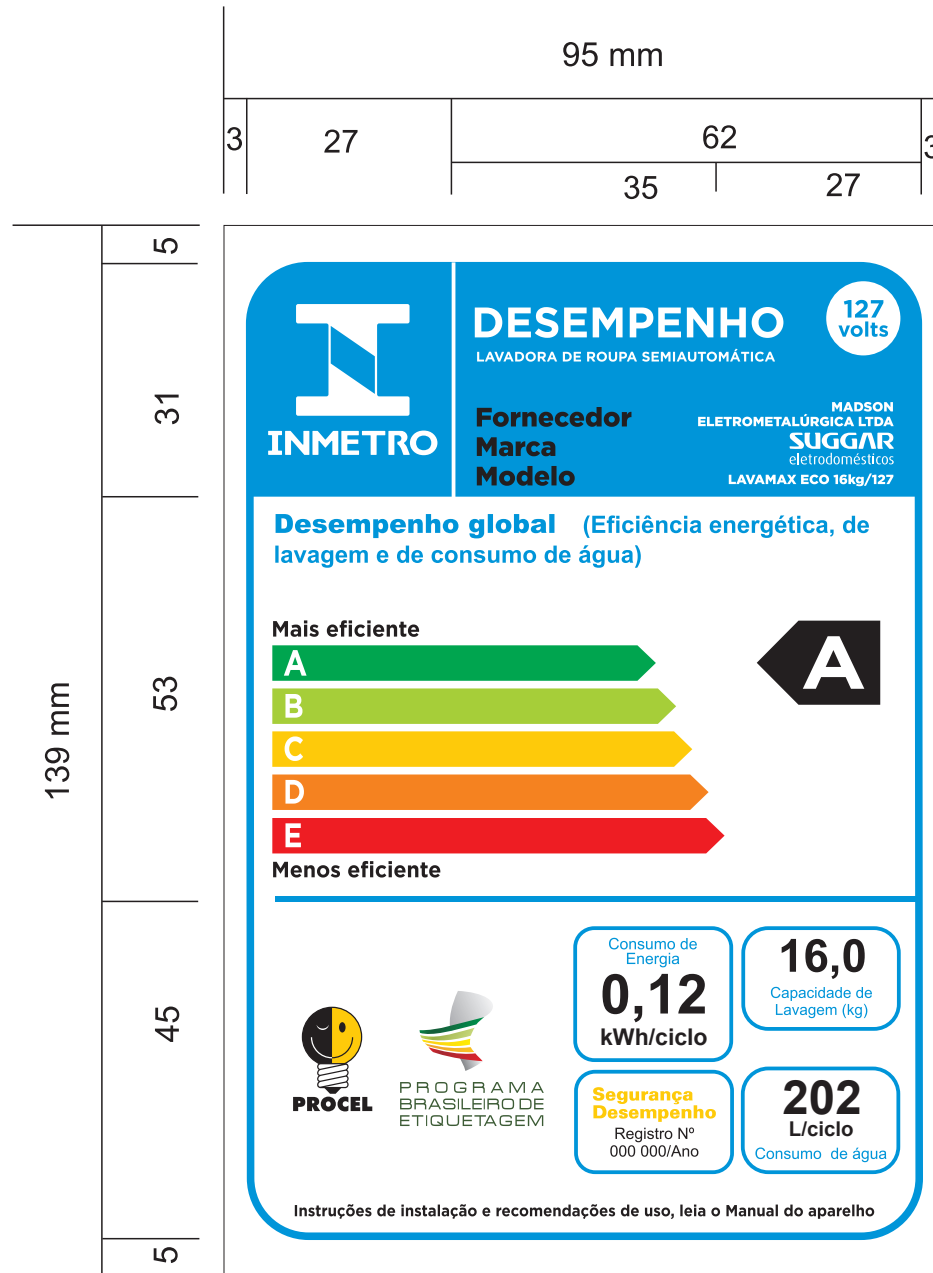 95 mm
3
27
62
3
35
27
5
31
53
139 mm
45
5
INMETRO
DESEMPENHO
LAVADORA DE ROUPA SEMIAUTOMÁTICA
127
volts
Fornecedor
Marca
Modelo
MADSON
ELETROMETALÚRGICA LTDA
SUGGAR
eletrodomésticos
LAVAMAX ECO 16kg/127
Desempenho global (Eficiência energética, de
lavagem e de consumo de água)
Mais eficiente
A
B
C
D
E
Menos eficiente
A
PROCEL
PROGRAMA
BRASILEIRO DE
ETIQUETAGEM
Consumo de
Energia
0,12
kWh/ciclo
16,0
Capacidade de
Lavagem (kg)
Segurança
Desempenho
Registro Nº
000 000/Ano
202
L/ciclo
Consumo de água
Instruções de instalação e recomendações de uso, leia o Manual do aparelho